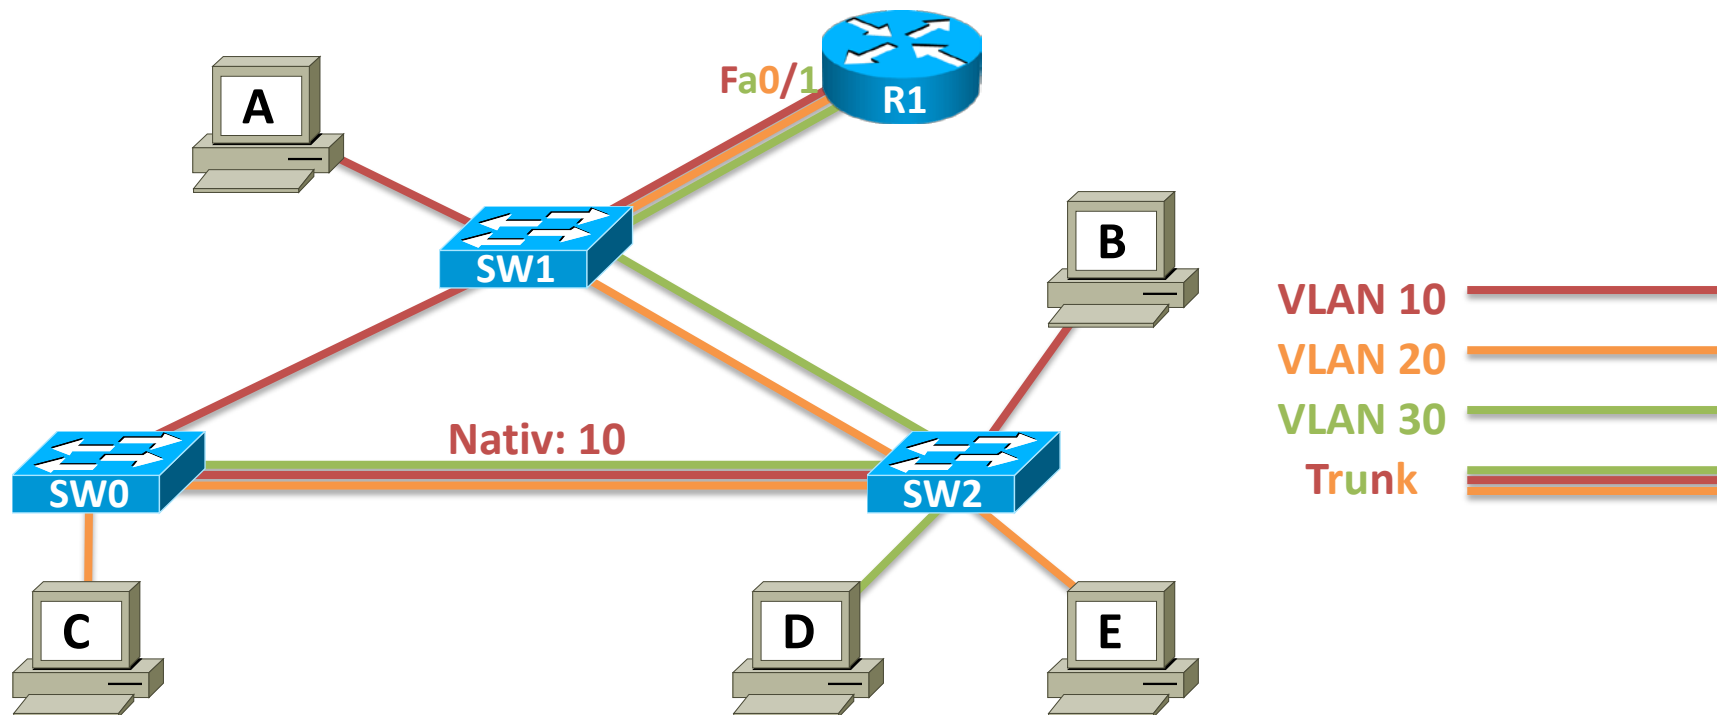 Fa0/1
R1
A
SW1
B
VLAN 10
VLAN 20
VLAN 30
Trunk
Nativ: 10
SW0
SW2
C
D
E